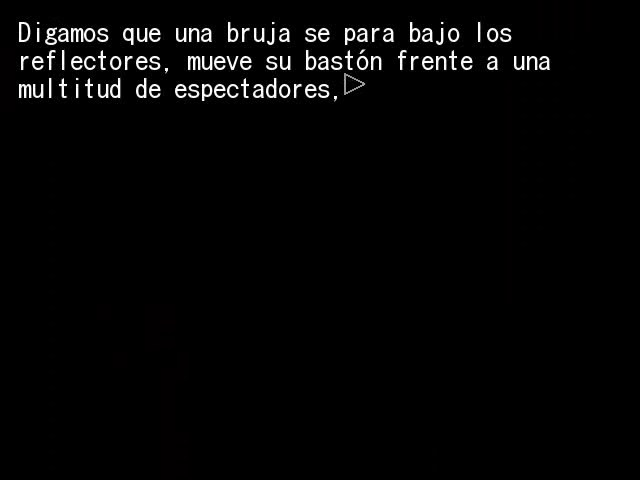 Digamos que una bruja se para bajo los
reflectores, mueve su bastón frente a una
multitud de espectadores,